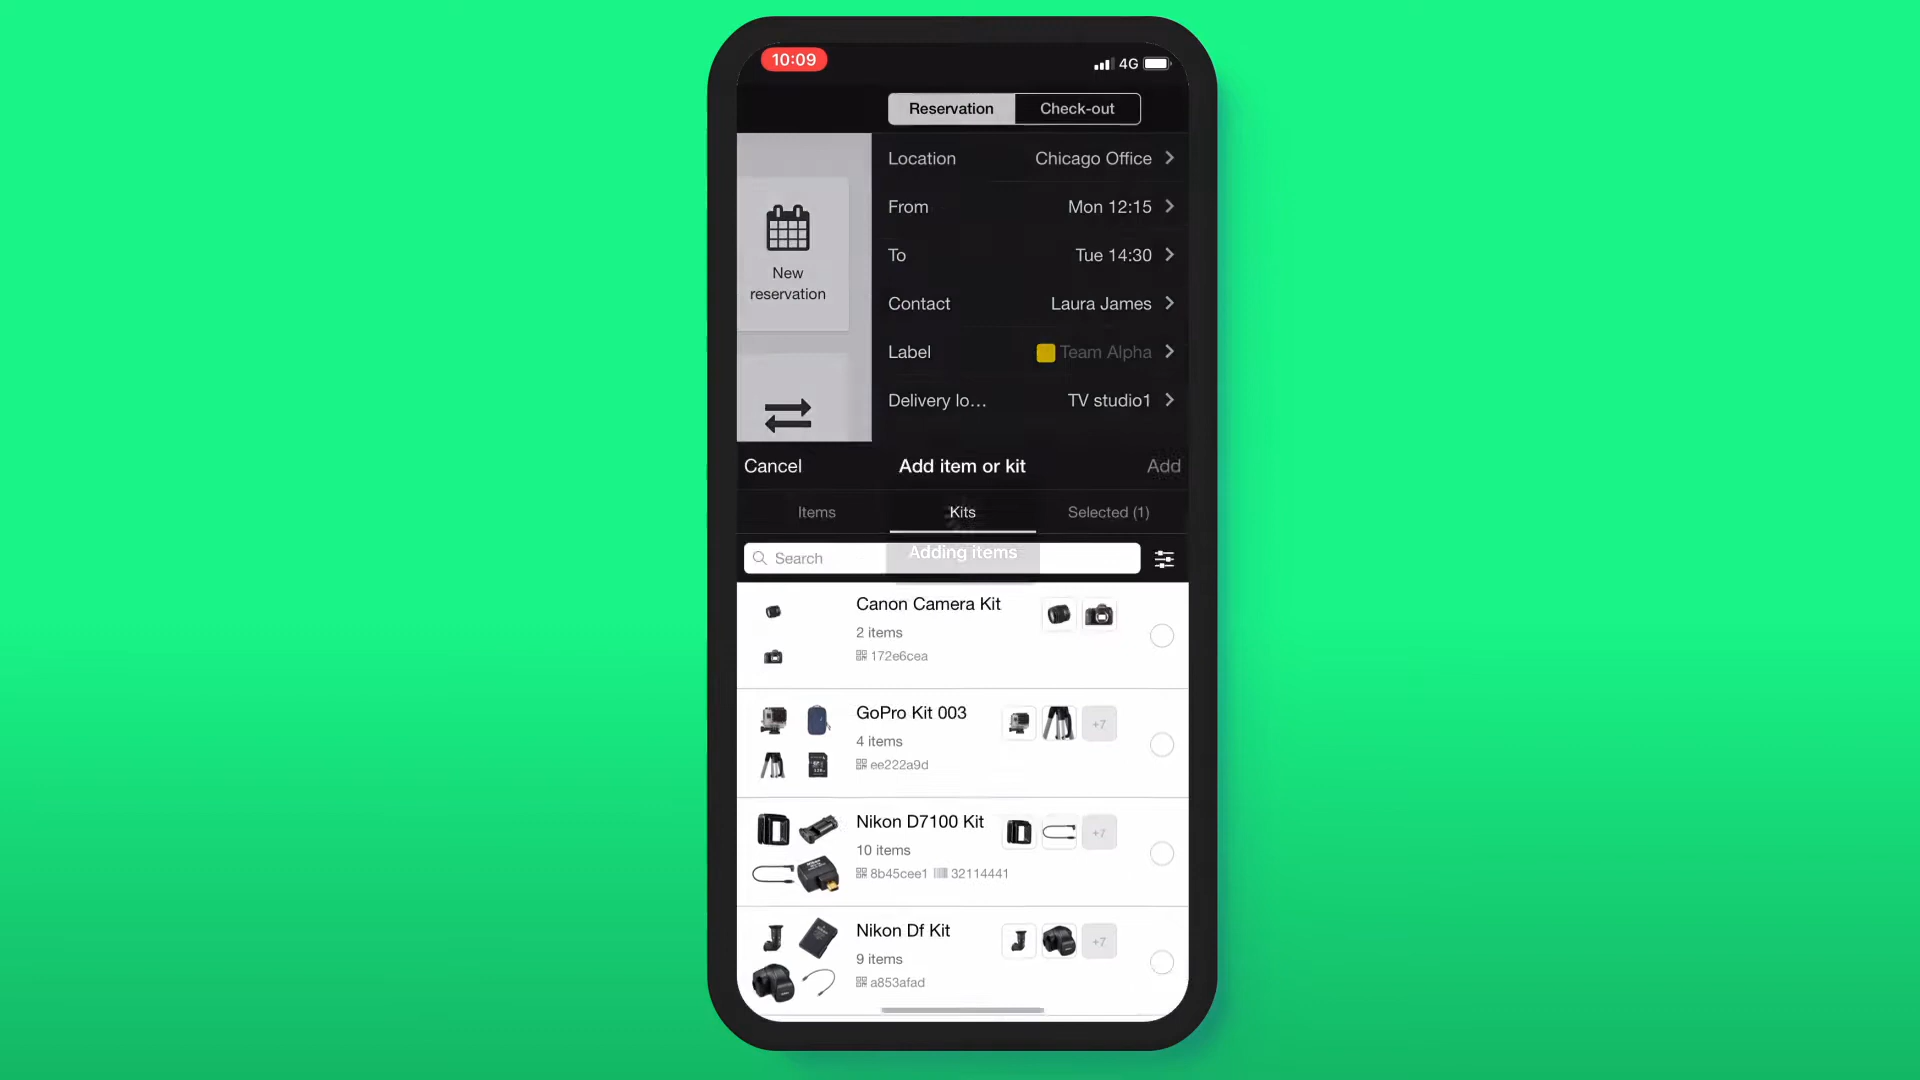 10:09
4G
Reservation
Check-out
Location
Chicago Office
From
Mon 12:15
To
Tue 14:30
Contact
Laura James
Label
Team Alpha
Delivery lo…
TV studio1
New
reservation
Cancel
Add item or kit
Add
Items
Kits
Selected (1)
Search
Adding items
Canon Camera Kit
2 items
172e6cea
GoPro Kit 003
4 items
ee222a9d
+7
Nikon D7100 Kit
10 items
8b45cee1 32114441
+7
Nikon Df Kit
9 items
a853afad
+7